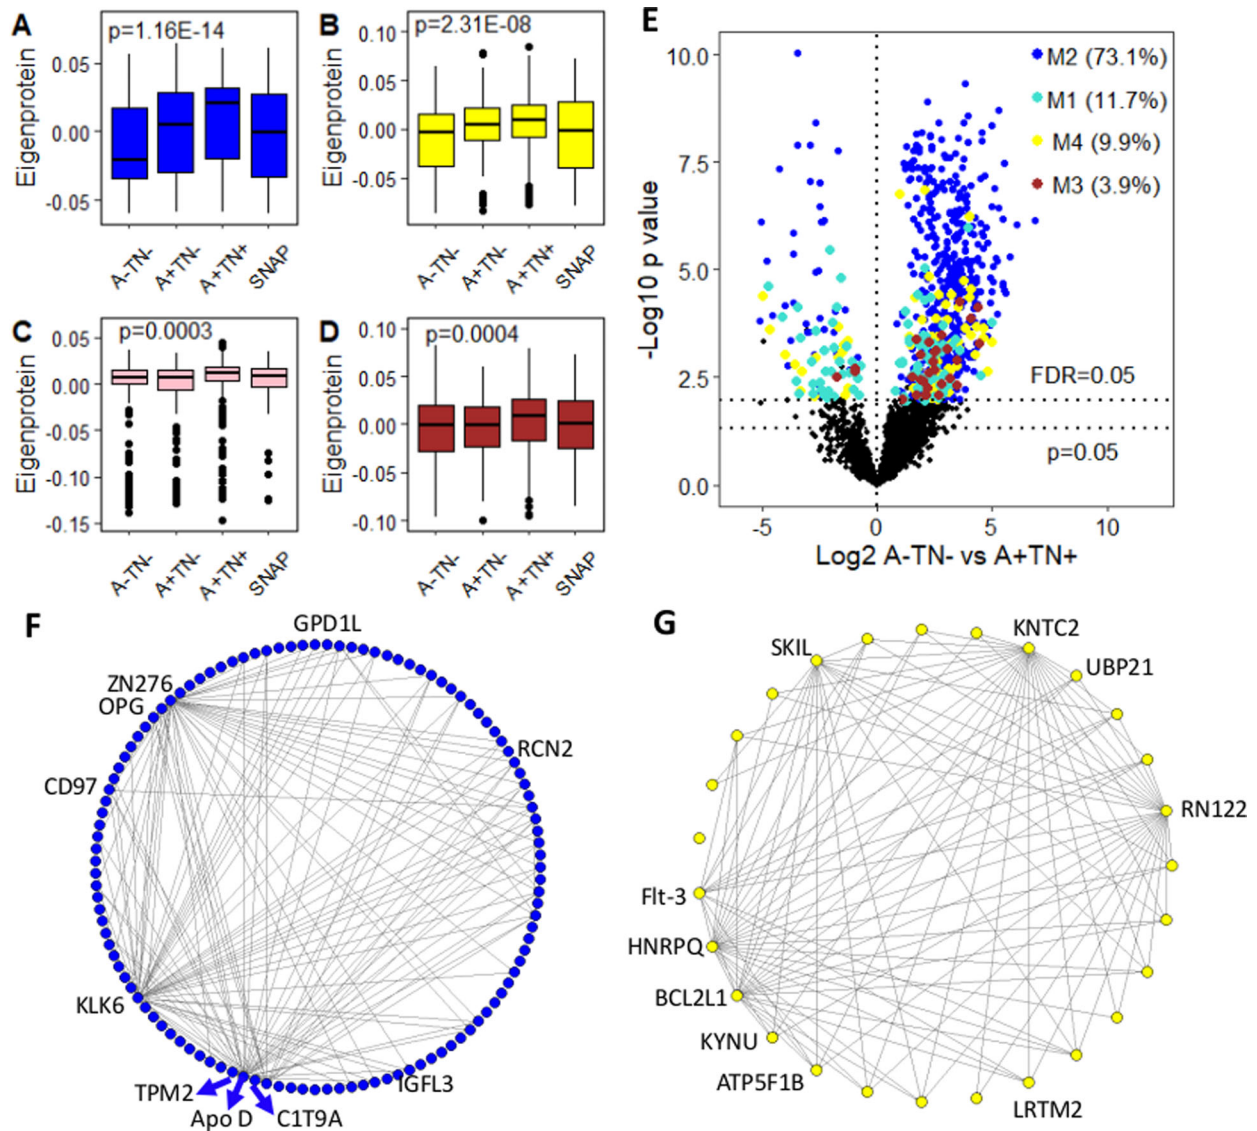 A
p=1.16E-14
Eigenprotein
0.05
0.00
-0.05
A-TN-
A+TN-
A+TN+
SNAP
B
p=2.31E-08
Eigenprotein
0.10
0.05
0.00
-0.05
A-TN-
A+TN-
A+TN+
SNAP
C
p=0.0003
Eigenprotein
0.05
0.00
-0.05
-0.10
-0.15
A-TN-
A+TN-
A+TN+
SNAP
D
p=0.0004
Eigenprotein
0.10
0.05
0.00
-0.05
-0.10
A-TN-
A+TN-
A+TN+
SNAP
E
-Log10 p value
10.0
7.5
5.0
2.5
0.0
M2 (73.1%)
M1 (11.7%)
M4 (9.9%)
M3 (3.9%)
FDR=0.05
p=0.05
-5
0
5
10
Log2 A-TN- vs A+TN+
F
GPD1L
ZN276
OPG
RCN2
CD97
KLK6
IGFL3
TPM2
Apo D
C1T9A
G
KNTC2
SKIL
UBP21
RN122
Flt-3
HNRPQ
BCL2L1
KYNU
ATP5F1B
LRTM2